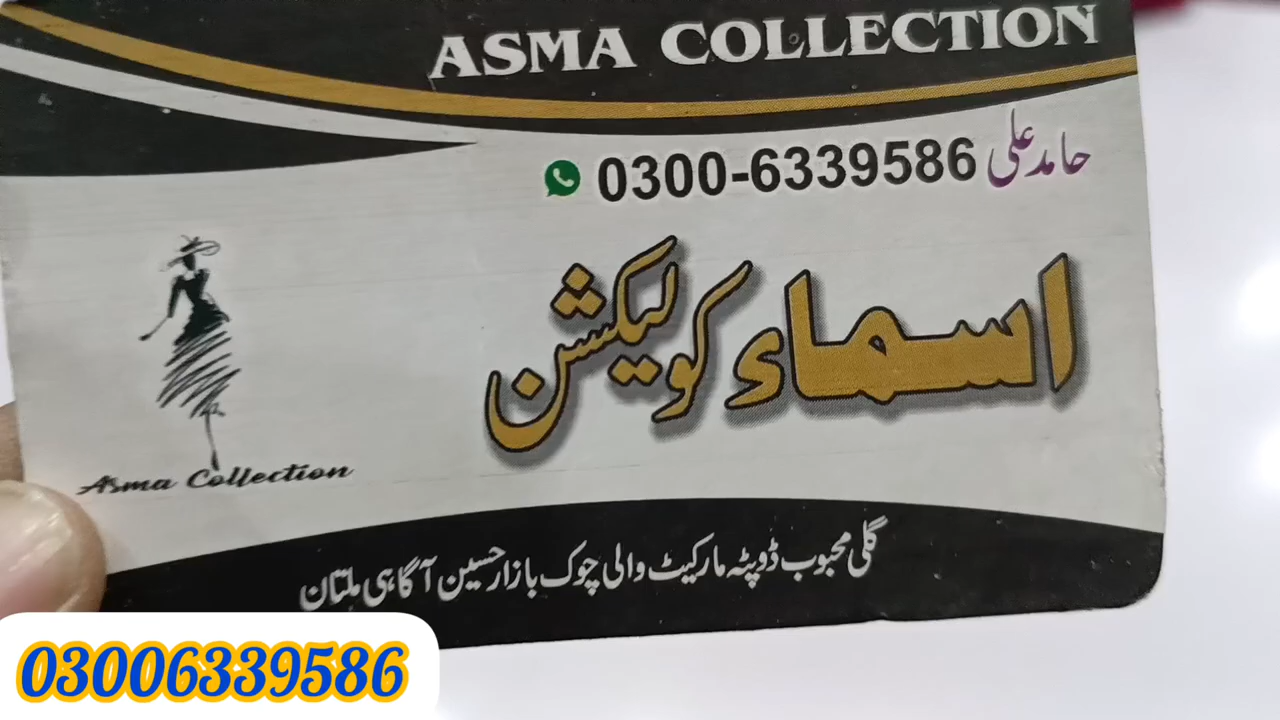 ASMA COLLECTION
0300-6339586 حامد علی
اسماء کولیکشن
Asma Collection
گلی محبوب ڈوپٹہ مارکیٹ والی چوک بازار حسین آگاہی ملتان
03006339586